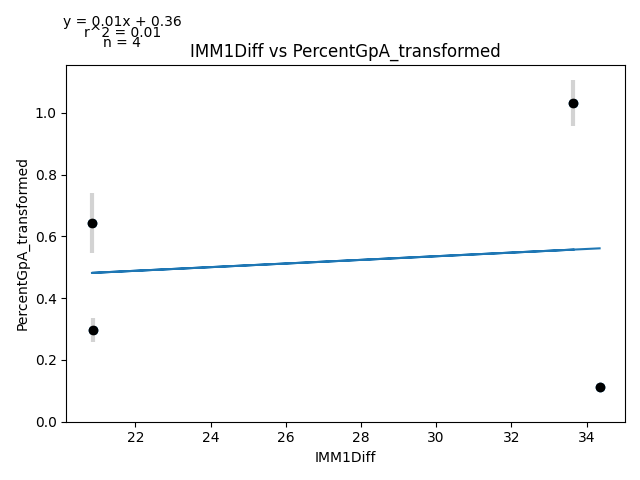 y = 0.01x + 0.36
r^2 = 0.01
n = 4
IMM1Diff vs PercentGpA_transformed
PercentGpA_transformed
1.0
0.8
0.6
0.4
0.2
0.0
22 24 26 28 30 32 34
IMM1Diff